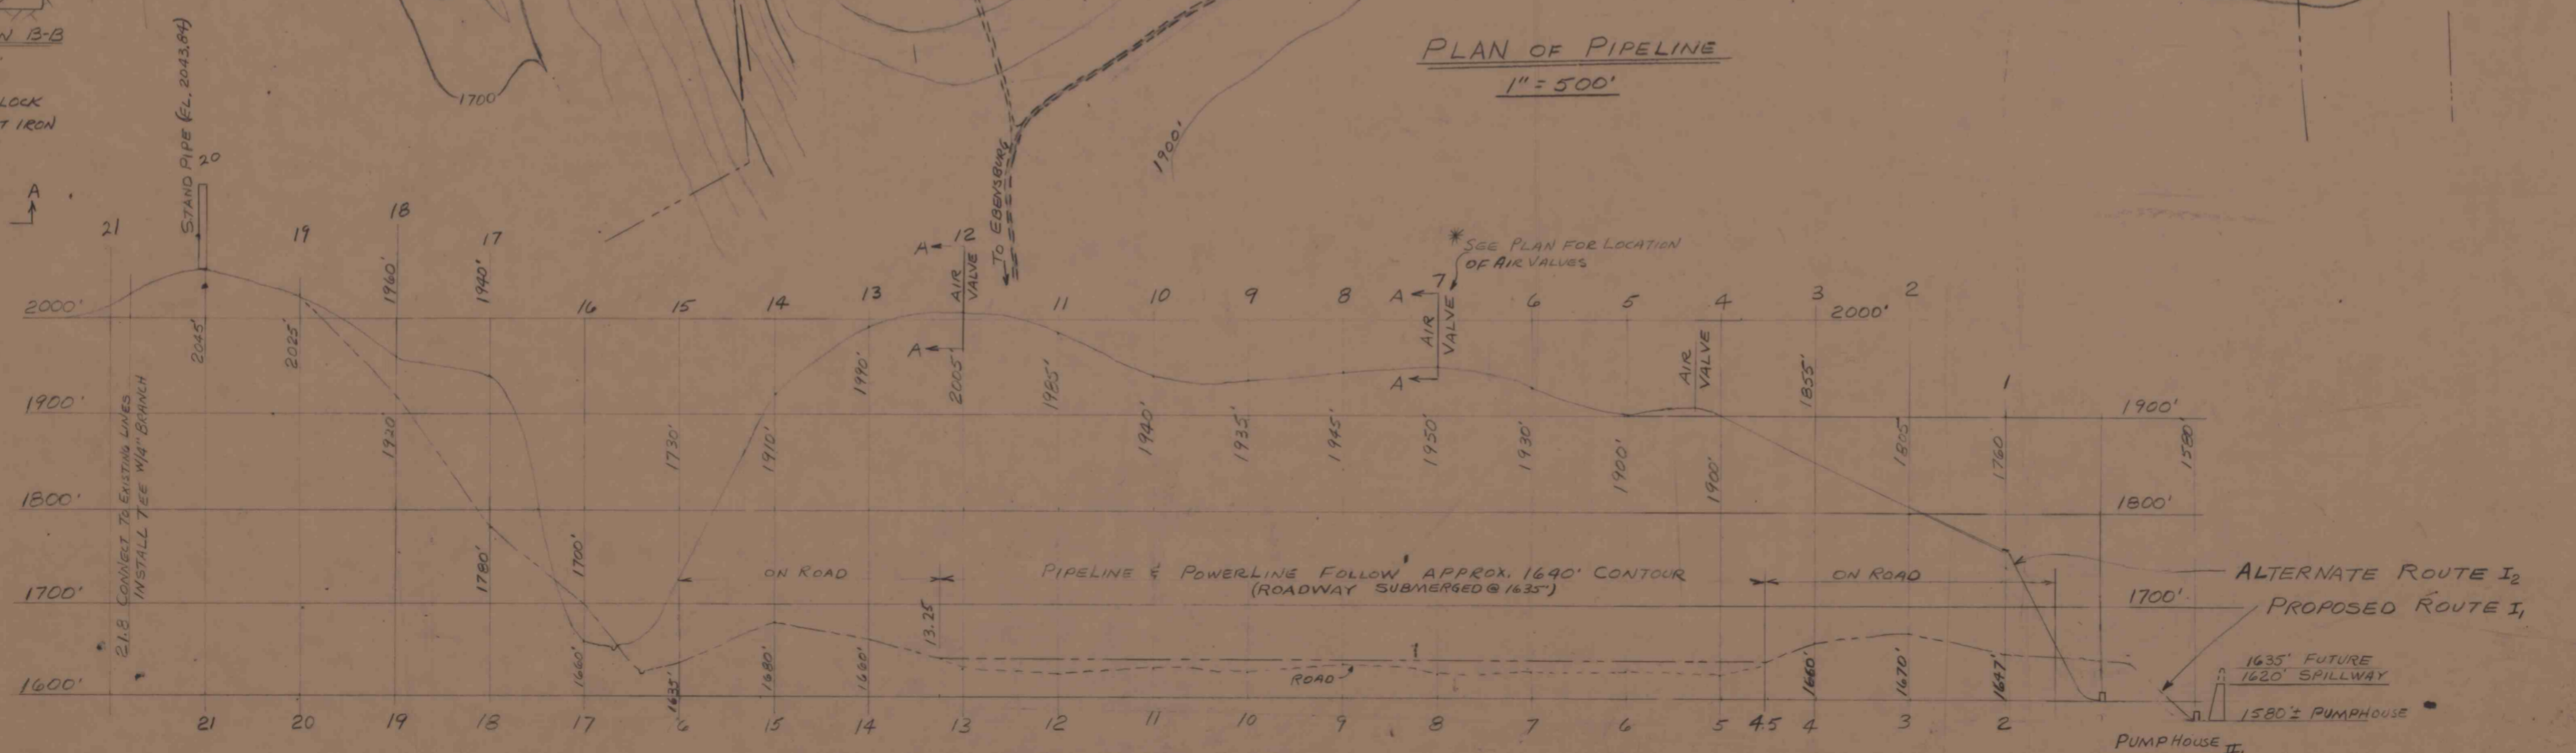 N B-B
LOCK
T IRON
A
1700'
1900'
PLAN OF PIPELINE
1" = 500'
TO EBENSBURG
STAND PIPE (EL. 2043.84)
* SEE PLAN FOR LOCATION
OF AIR VALUES
21
20
19
18
17
16
15
14
13
12
11
10
9
8
7
6
5
4
3
2
1
A
A
A
A
AIR
VALVE
AIR
VALVE
AIR
VALVE
2000'
2000'
2045'
2025'
1960'
1940'
1990'
2005'
1985'
1940'
1935'
1945'
1950'
1930'
1900'
1900'
1855'
1805'
1760'
1580'
1900'
1900'
1920'
1730'
1910'
1800'
1800'
1780'
1700'
1700'
1700'
21.8 CONNECT TO EXISTING LINES
INSTALL TEE W/4" BRANCH
ON ROAD
PIPELINE & POWERLINE FOLLOW APPROX. 1640' CONTOUR
(ROADWAY SUBMERGED @ 1635')
ON ROAD
13.25
ALTERNATE ROUTE I2
PROPOSED ROUTE I1
1600'
1660'
1635'
1680'
1660'
ROAD
1660'
1670'
1647'
1635' FUTURE
1620' SPILLWAY
1580'± PUMPHOUSE
21
20
19
18
17
6
15
14
13
12
11
10
9
8
7
6
5
4.5
4
3
2
PUMPHOUSE